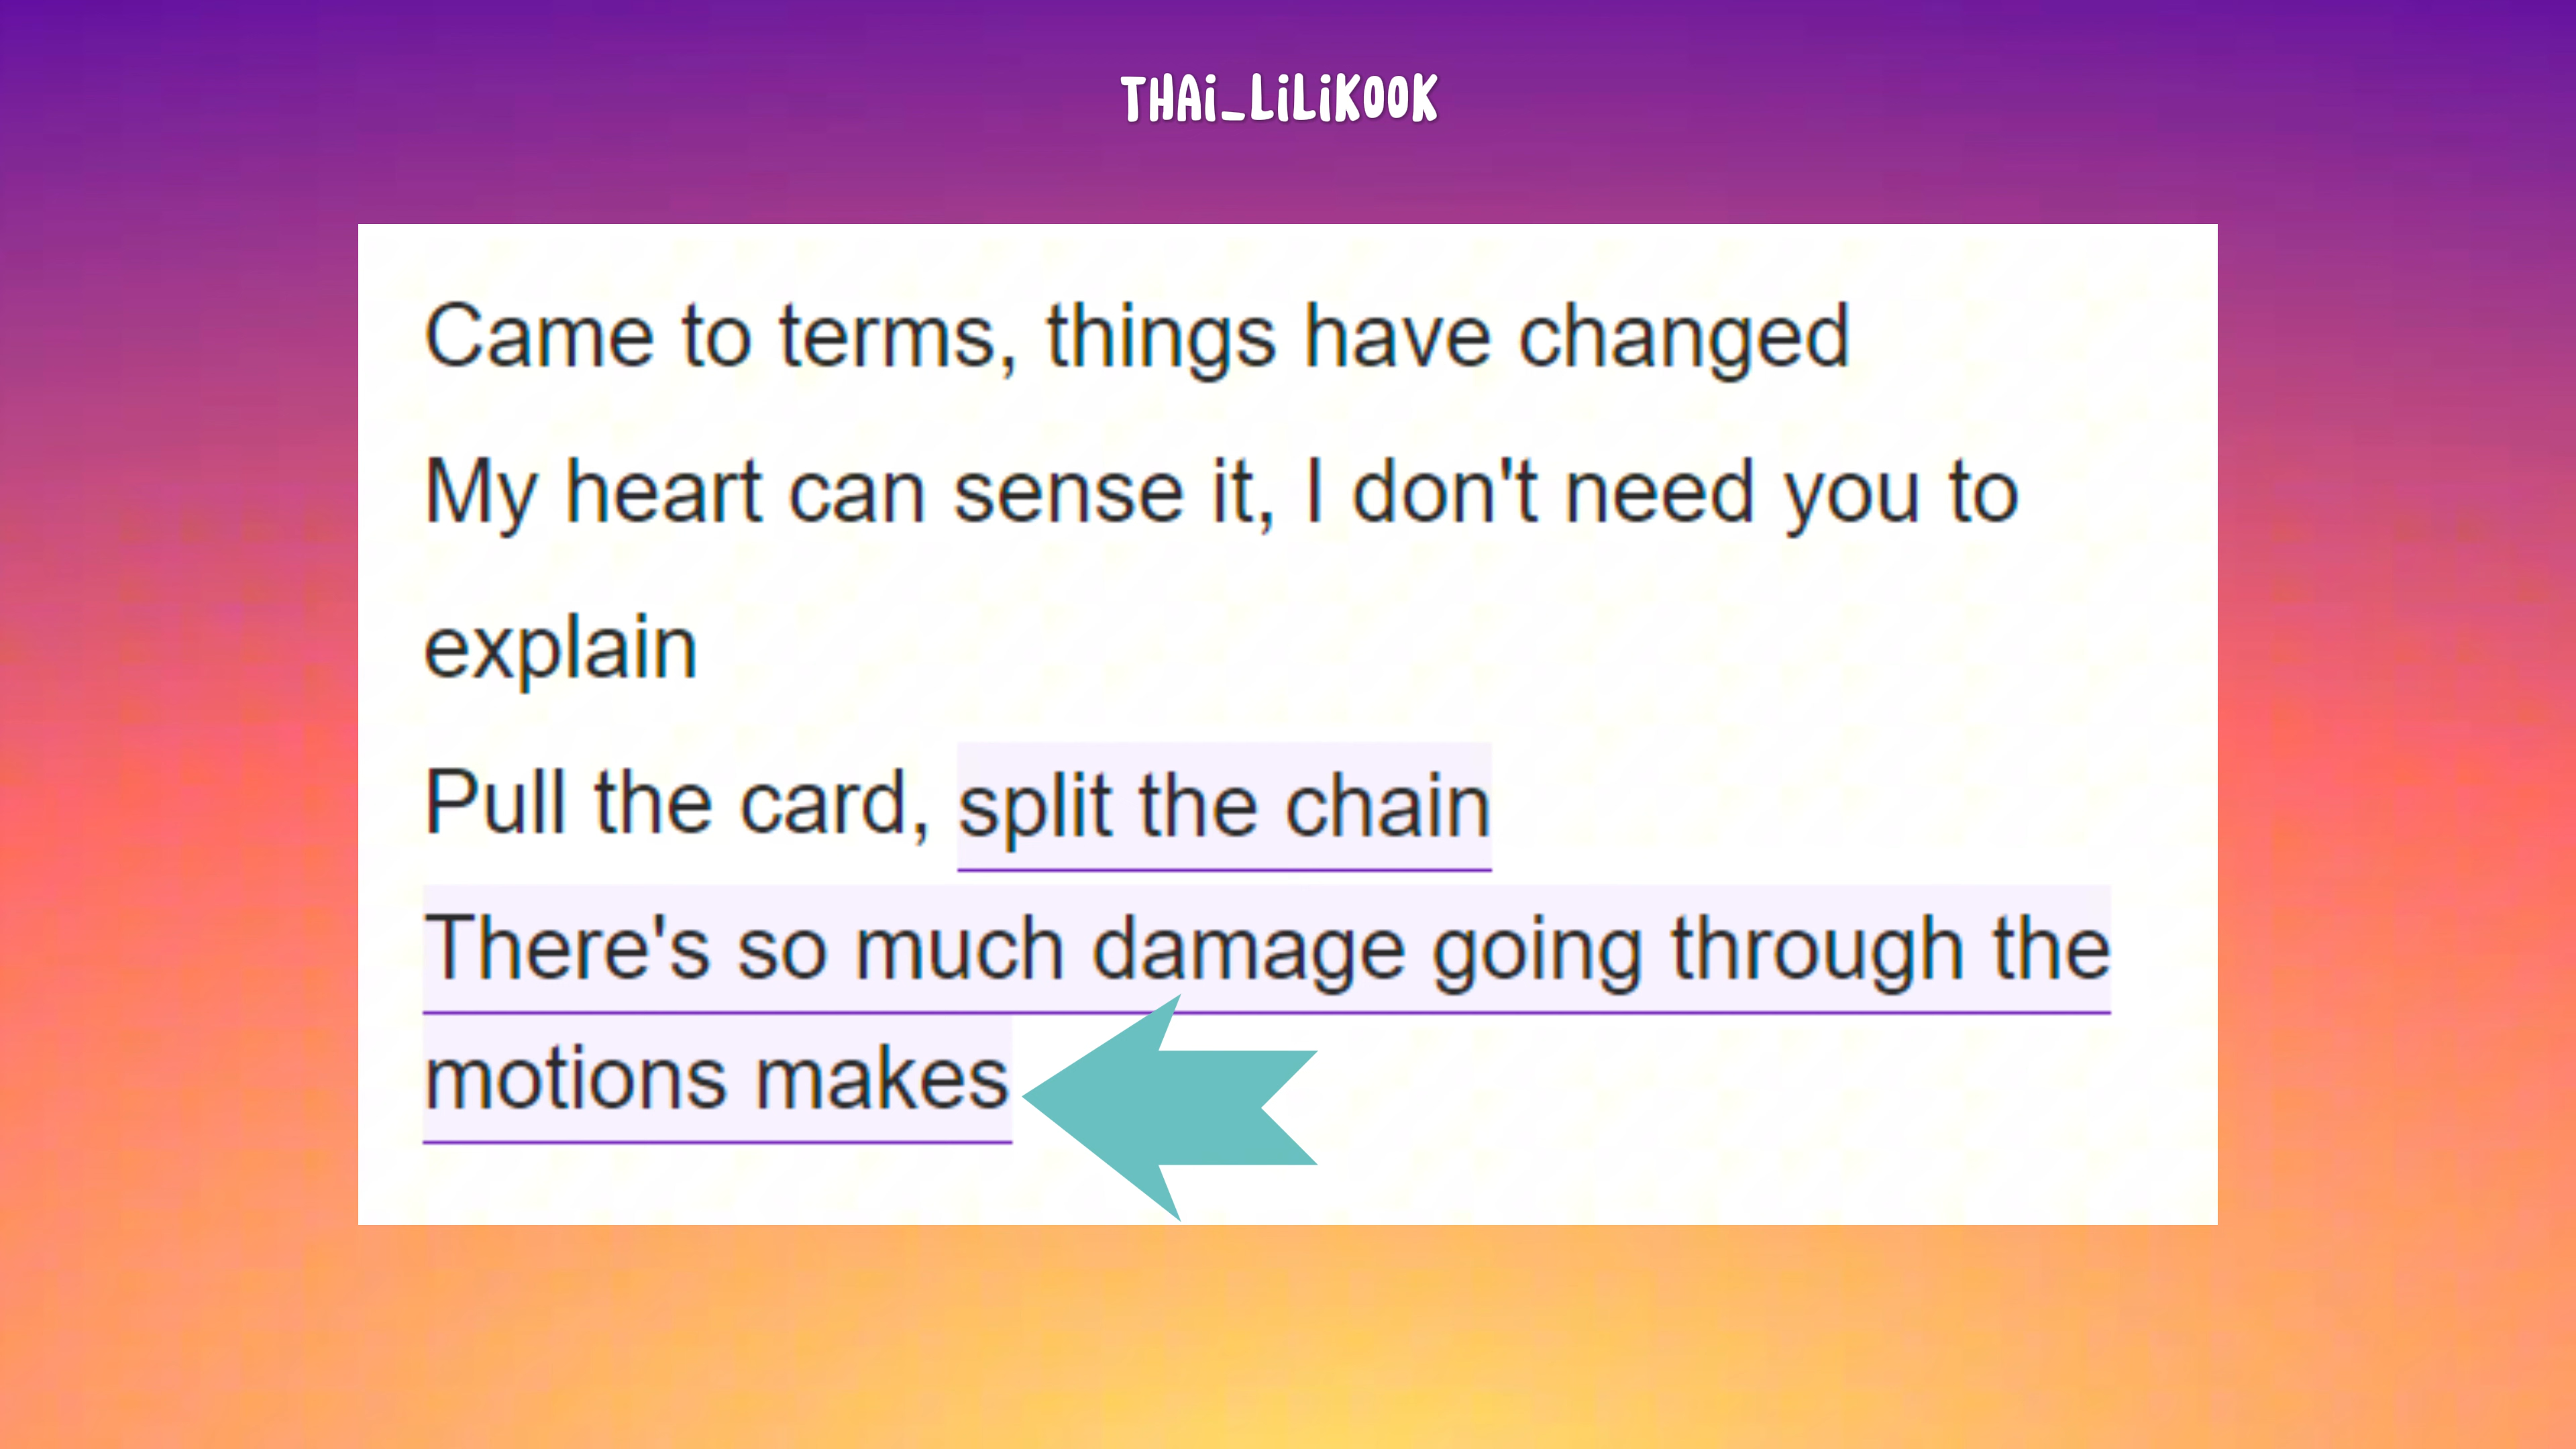 THAi_LiLiKOOK
Came to terms, things have changed
My heart can sense it, I don't need you to
explain
Pull the card, split the chain
There's so much damage going through the
motions makes